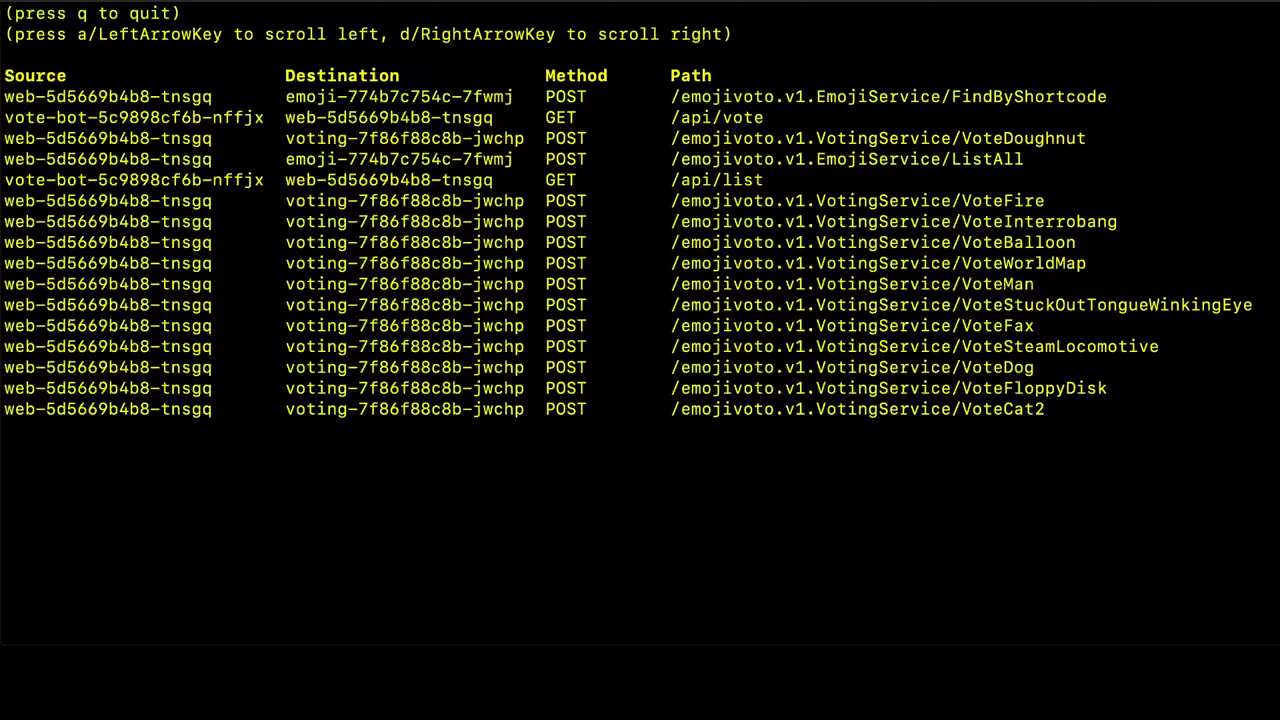 (press q to quit)
(press a/LeftArrowKey to scroll left, d/RightArrowKey to scroll right)
Source Destination Method Path
web-5d5669b4b8-tnsgq emoji-774b7c754c-7fwmj POST /emojivoto.v1.EmojiService/FindByShortcode
vote-bot-5c9898cf6b-nffjx web-5d5669b4b8-tnsgq GET /api/vote
web-5d5669b4b8-tnsgq voting-7f86f88c8b-jwchp POST /emojivoto.v1.VotingService/VoteDoughnut
web-5d5669b4b8-tnsgq emoji-774b7c754c-7fwmj POST /emojivoto.v1.EmojiService/ListAll
vote-bot-5c9898cf6b-nffjx web-5d5669b4b8-tnsgq GET /api/list
web-5d5669b4b8-tnsgq voting-7f86f88c8b-jwchp POST /emojivoto.v1.VotingService/VoteFire
web-5d5669b4b8-tnsgq voting-7f86f88c8b-jwchp POST /emojivoto.v1.VotingService/VoteInterrobang
web-5d5669b4b8-tnsgq voting-7f86f88c8b-jwchp POST /emojivoto.v1.VotingService/VoteBalloon
web-5d5669b4b8-tnsgq voting-7f86f88c8b-jwchp POST /emojivoto.v1.VotingService/VoteWorldMap
web-5d5669b4b8-tnsgq voting-7f86f88c8b-jwchp POST /emojivoto.v1.VotingService/VoteMan
web-5d5669b4b8-tnsgq voting-7f86f88c8b-jwchp POST /emojivoto.v1.VotingService/VoteStuckOutTongueWinkingEye
web-5d5669b4b8-tnsgq voting-7f86f88c8b-jwchp POST /emojivoto.v1.VotingService/VoteFax
web-5d5669b4b8-tnsgq voting-7f86f88c8b-jwchp POST /emojivoto.v1.VotingService/VoteSteamLocomotive
web-5d5669b4b8-tnsgq voting-7f86f88c8b-jwchp POST /emojivoto.v1.VotingService/VoteDog
web-5d5669b4b8-tnsgq voting-7f86f88c8b-jwchp POST /emojivoto.v1.VotingService/VoteFloppyDisk
web-5d5669b4b8-tnsgq voting-7f86f88c8b-jwchp POST /emojivoto.v1.VotingService/VoteCat2